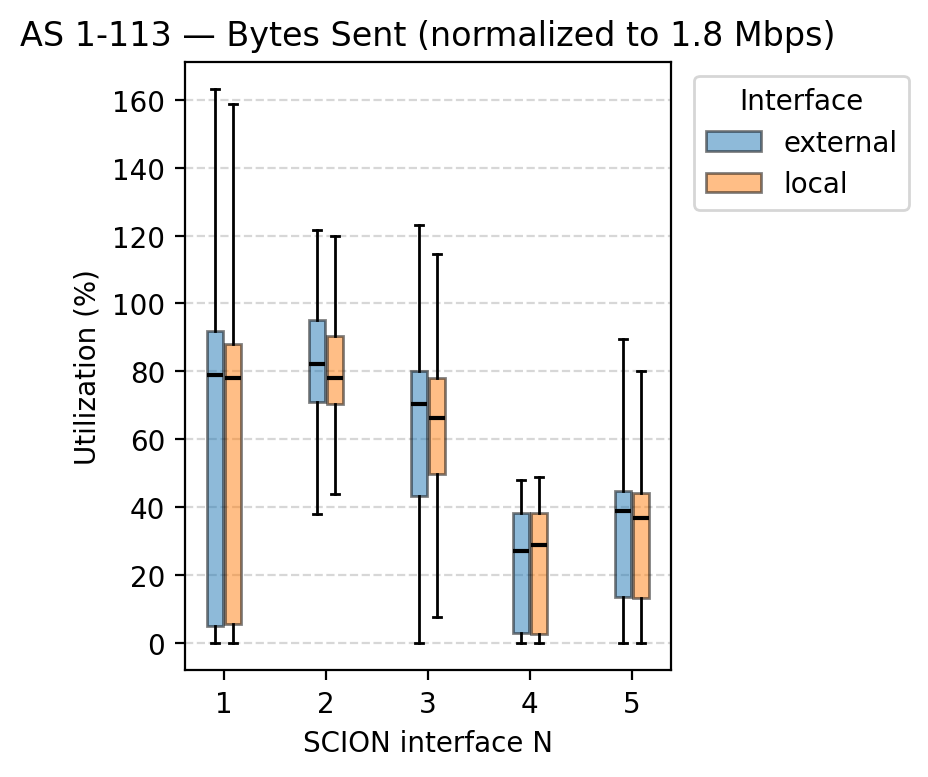 AS 1-113 — Bytes Sent (normalized to 1.8 Mbps)
Interface
external
local
Utilization (%)
160
140
120
100
80
60
40
20
0
1 2 3 4 5
SCION interface N